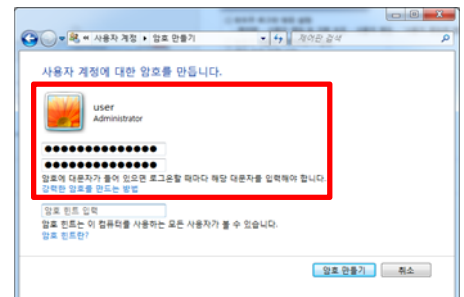 사용자 계정 ▸ 암호 만들기
제어판 검색
사용자 계정에 대한 암호를 만듭니다.
user
Administrator
●●●●●●●●●●●●●●
●●●●●●●●●●●●●●
암호에 대문자가 들어 있으면 로그온할 때마다 해당 대문자를 입력해야 합니다.
강력한 암호를 만드는 방법
암호 힌트 입력
암호 힌트는 이 컴퓨터를 사용하는 모든 사용자가 볼 수 있습니다.
암호 힌트란?
암호 만들기
취소